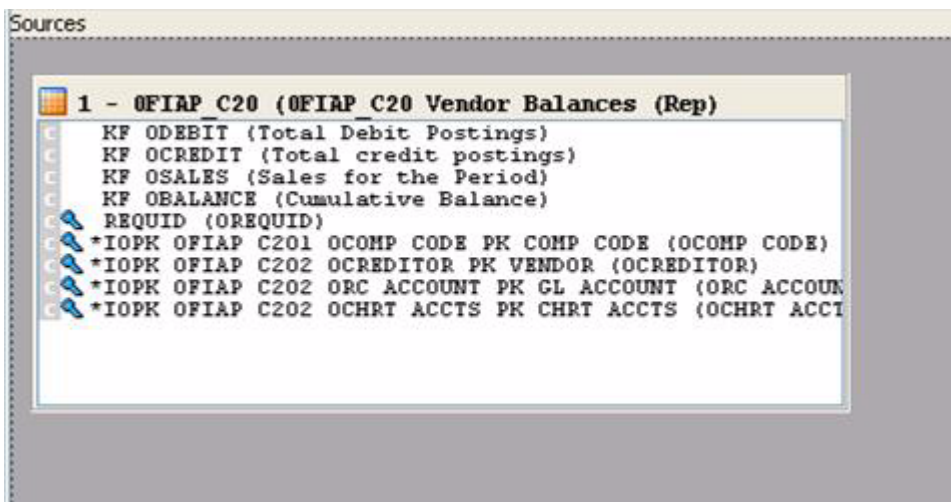 Sources
1 - 0FIAP_C20 (0FIAP_C20 Vendor Balances (Rep)
C KF 0DEBIT (Total Debit Postings)
C KF 0CREDIT (Total credit postings)
C KF 0SALES (Sales for the Period)
C KF 0BALANCE (Cumulative Balance)
C REQUID (0REQUID)
C *IOPK 0FIAP C201 0COMP CODE PK COMP CODE (0COMP CODE)
C *IOPK 0FIAP C202 0CREDITOR PK VENDOR (0CREDITOR)
C *IOPK 0FIAP C202 0RC ACCOUNT PK GL ACCOUNT (0RC ACCOUN
C *IOPK 0FIAP C202 0CHRT ACCTS PK CHRT ACCTS (0CHRT ACCT